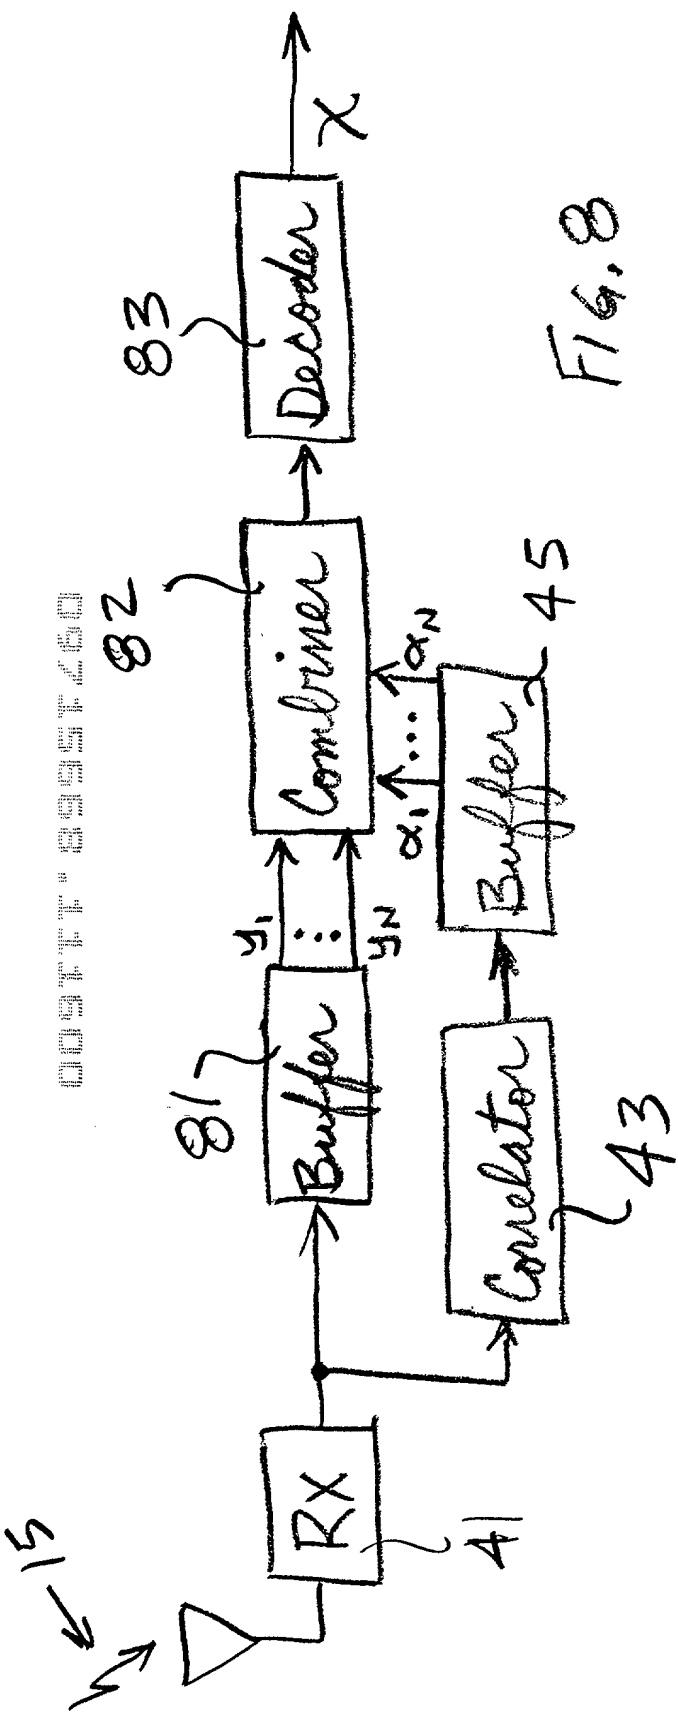 15
RX
41
81
Buffer
y1
...
yN
Correlator
43
Buffer
45
α1
...
αN
82
Combiner
83
Decoder
X
FIG. 8